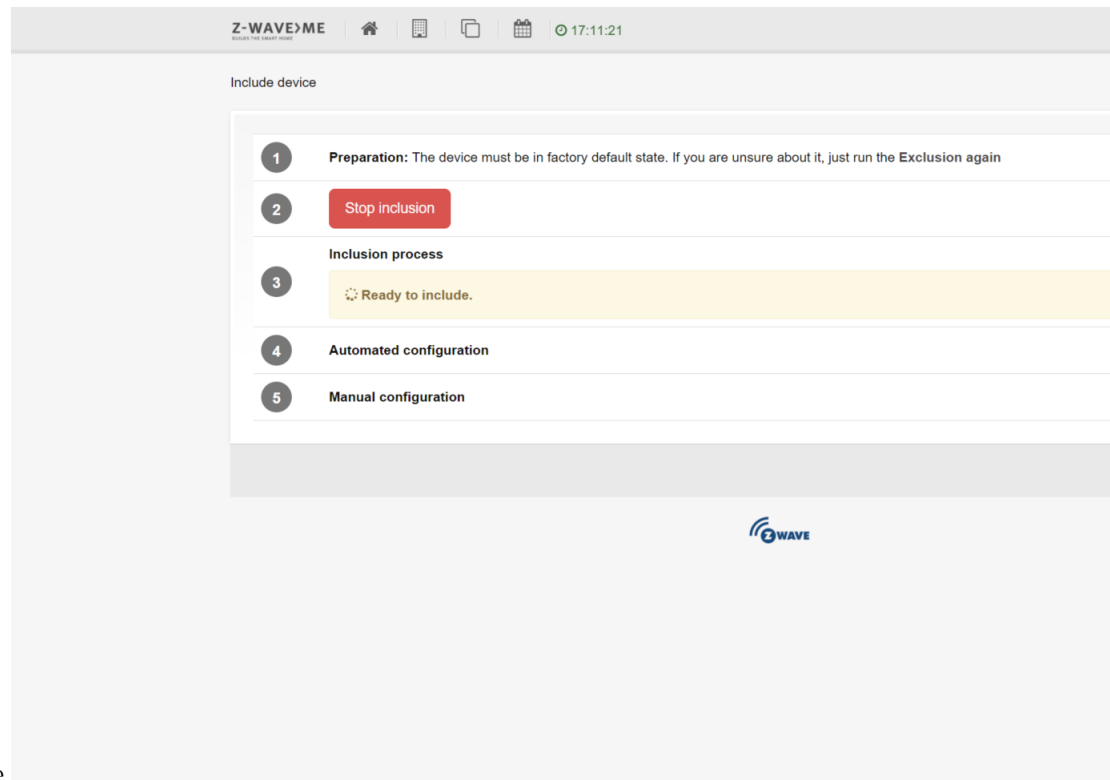 Z-WAVE>ME
BUILDS THE SMART HOME
17:11:21
Include device
1
Preparation: The device must be in factory default state. If you are unsure about it, just run the Exclusion again
2
Stop inclusion
Inclusion process
3
Ready to include.
4
Automated configuration
5
Manual configuration
Z WAVE